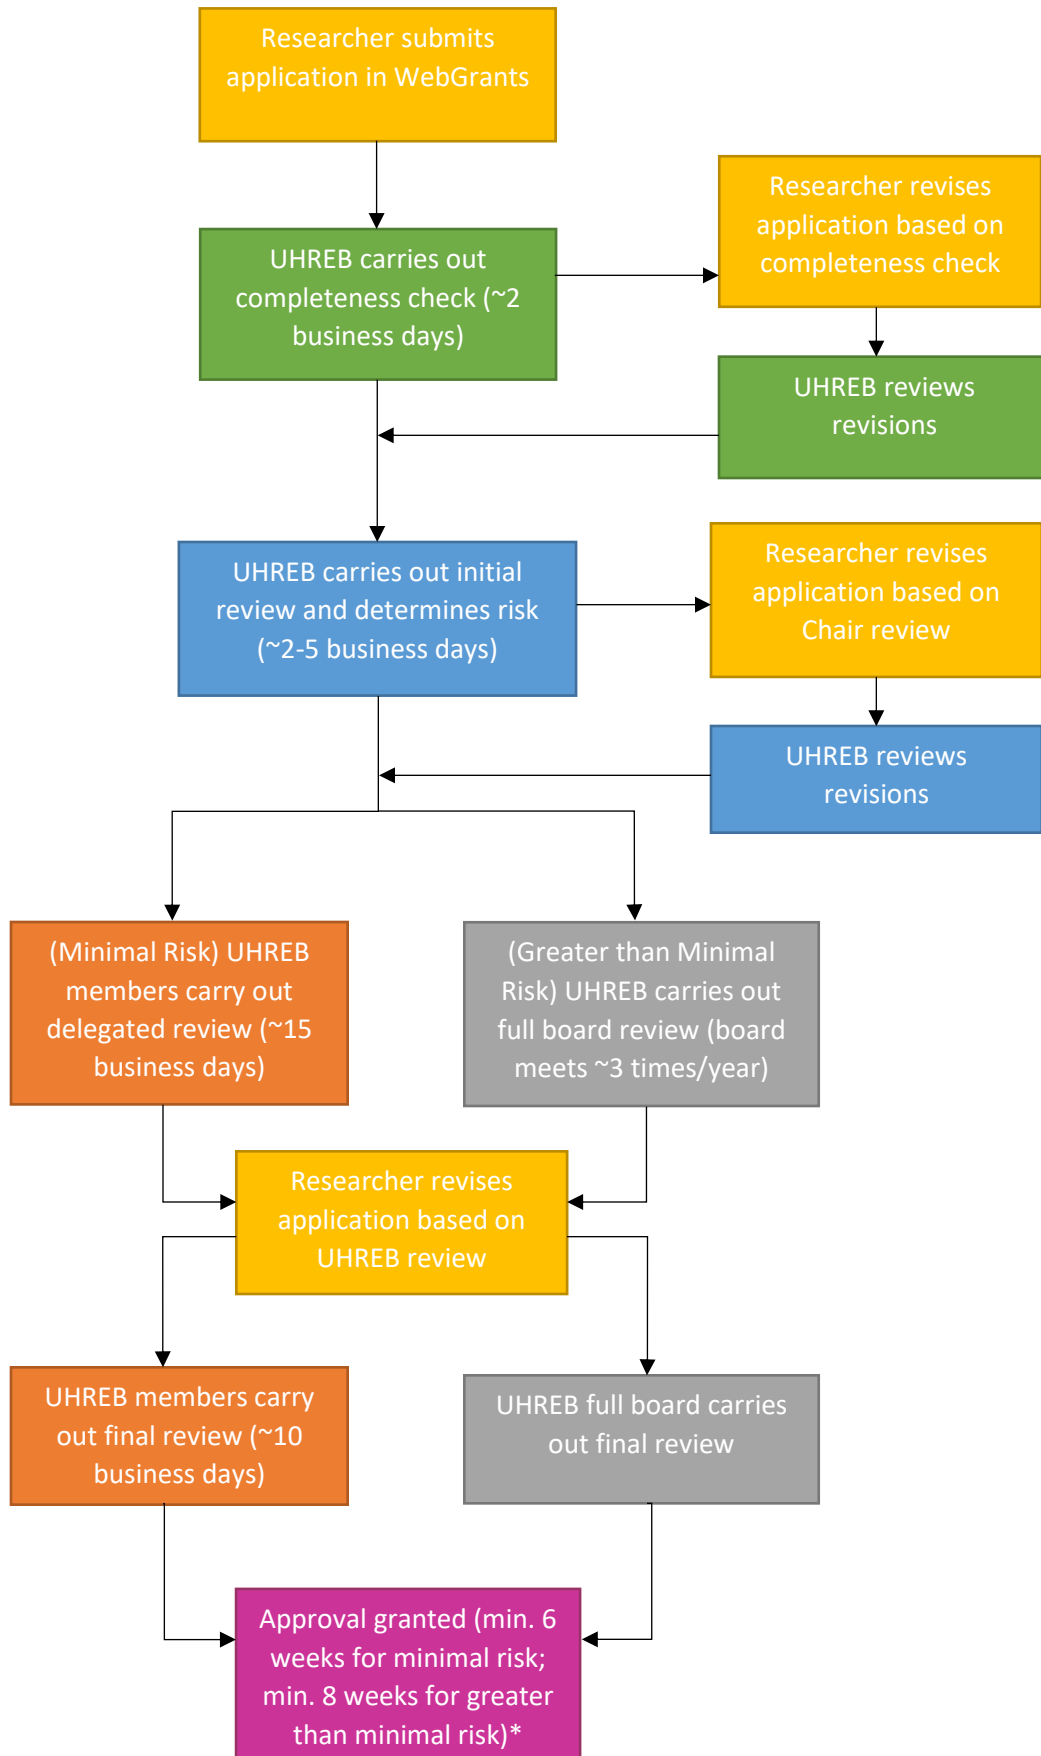 Researcher submits
application in WebGrants
Researcher revises
application based on
completeness check
UHREB carries out
completeness check (~2
business days)
UHREB reviews
revisions
UHREB carries out initial
review and determines risk
(~2-5 business days)
Researcher revises
application based on
Chair review
UHREB reviews
revisions
(Minimal Risk) UHREB
members carry out
delegated review (~15
business days)
(Greater than Minimal
Risk) UHREB carries out
full board review (board
meets ~3 times/year)
Researcher revises
application based on
UHREB review
UHREB members carry
out final review (~10
business days)
UHREB full board carries
out final review
Approval granted (min. 6
weeks for minimal risk;
min. 8 weeks for greater
than minimal risk)*